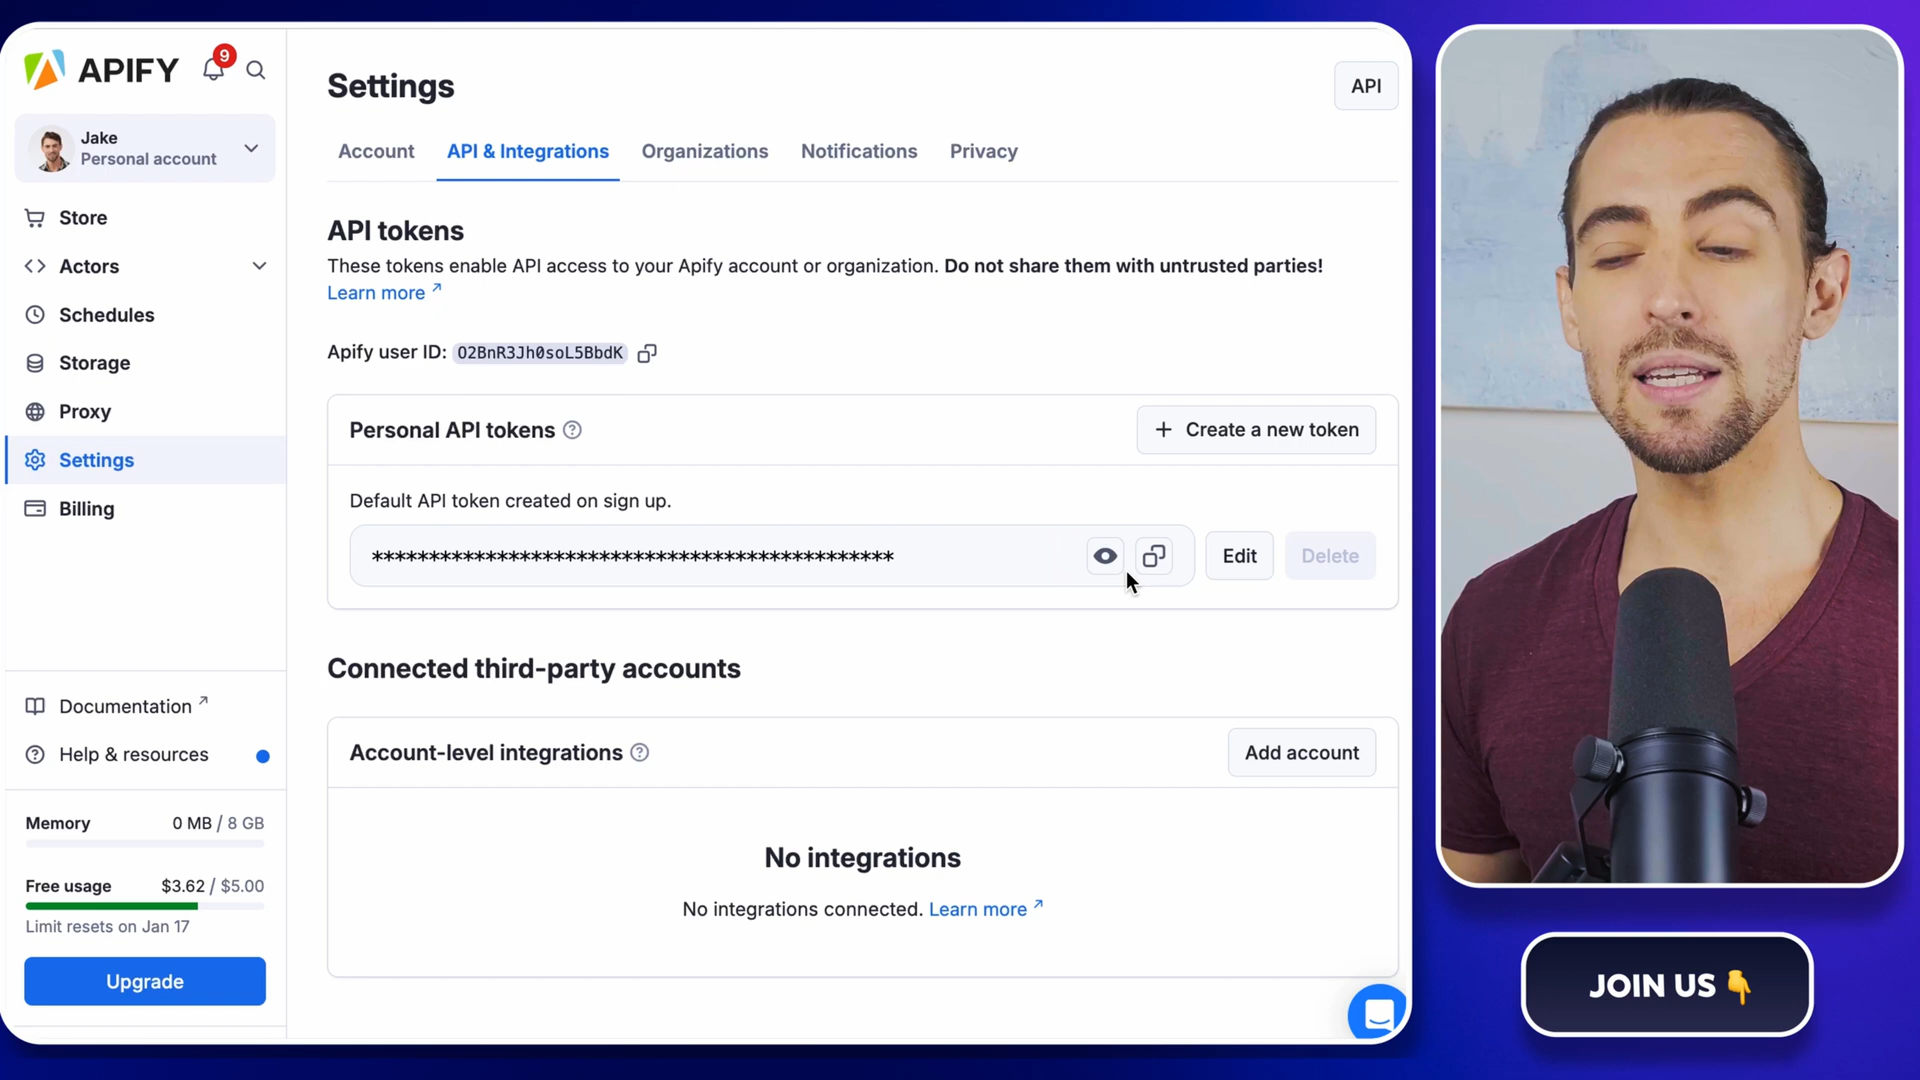 APIFY
9
Jake
Personal account
Store
Actors
Schedules
Storage
Proxy
Settings
Billing
Documentation
Help & resources
Memory 0 MB / 8 GB
Free usage $3.62 / $5.00
Limit resets on Jan 17
Upgrade
Settings
API
Account API & Integrations Organizations Notifications Privacy
API tokens
These tokens enable API access to your Apify account or organization. Do not share them with untrusted parties!
Learn more
Apify user ID: O2BnR3Jh0soL5BbdK
Personal API tokens
+ Create a new token
Default API token created on sign up.
**********************************************
Edit
Delete
Connected third-party accounts
Account-level integrations
Add account
No integrations
No integrations connected. Learn more
JOIN US